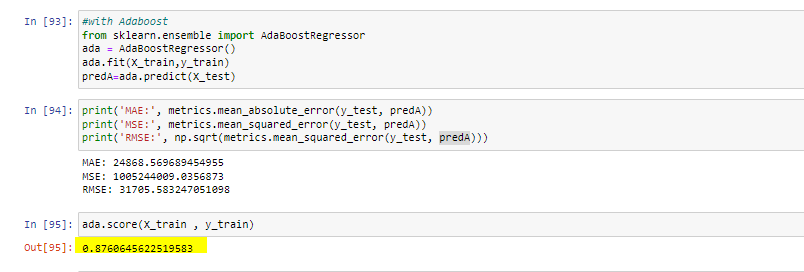 In [93]: #with Adaboost
from sklearn.ensemble import AdaBoostRegressor
ada = AdaBoostRegressor()
ada.fit(X_train,y_train)
predA=ada.predict(X_test)
In [94]: print('MAE:', metrics.mean_absolute_error(y_test, predA))
print('MSE:', metrics.mean_squared_error(y_test, predA))
print('RMSE:', np.sqrt(metrics.mean_squared_error(y_test, predA)))
MAE: 24868.569689454955
MSE: 1005244009.0356873
RMSE: 31705.583247051098
In [95]: ada.score(X_train , y_train)
Out[95]: 0.8760645622519583